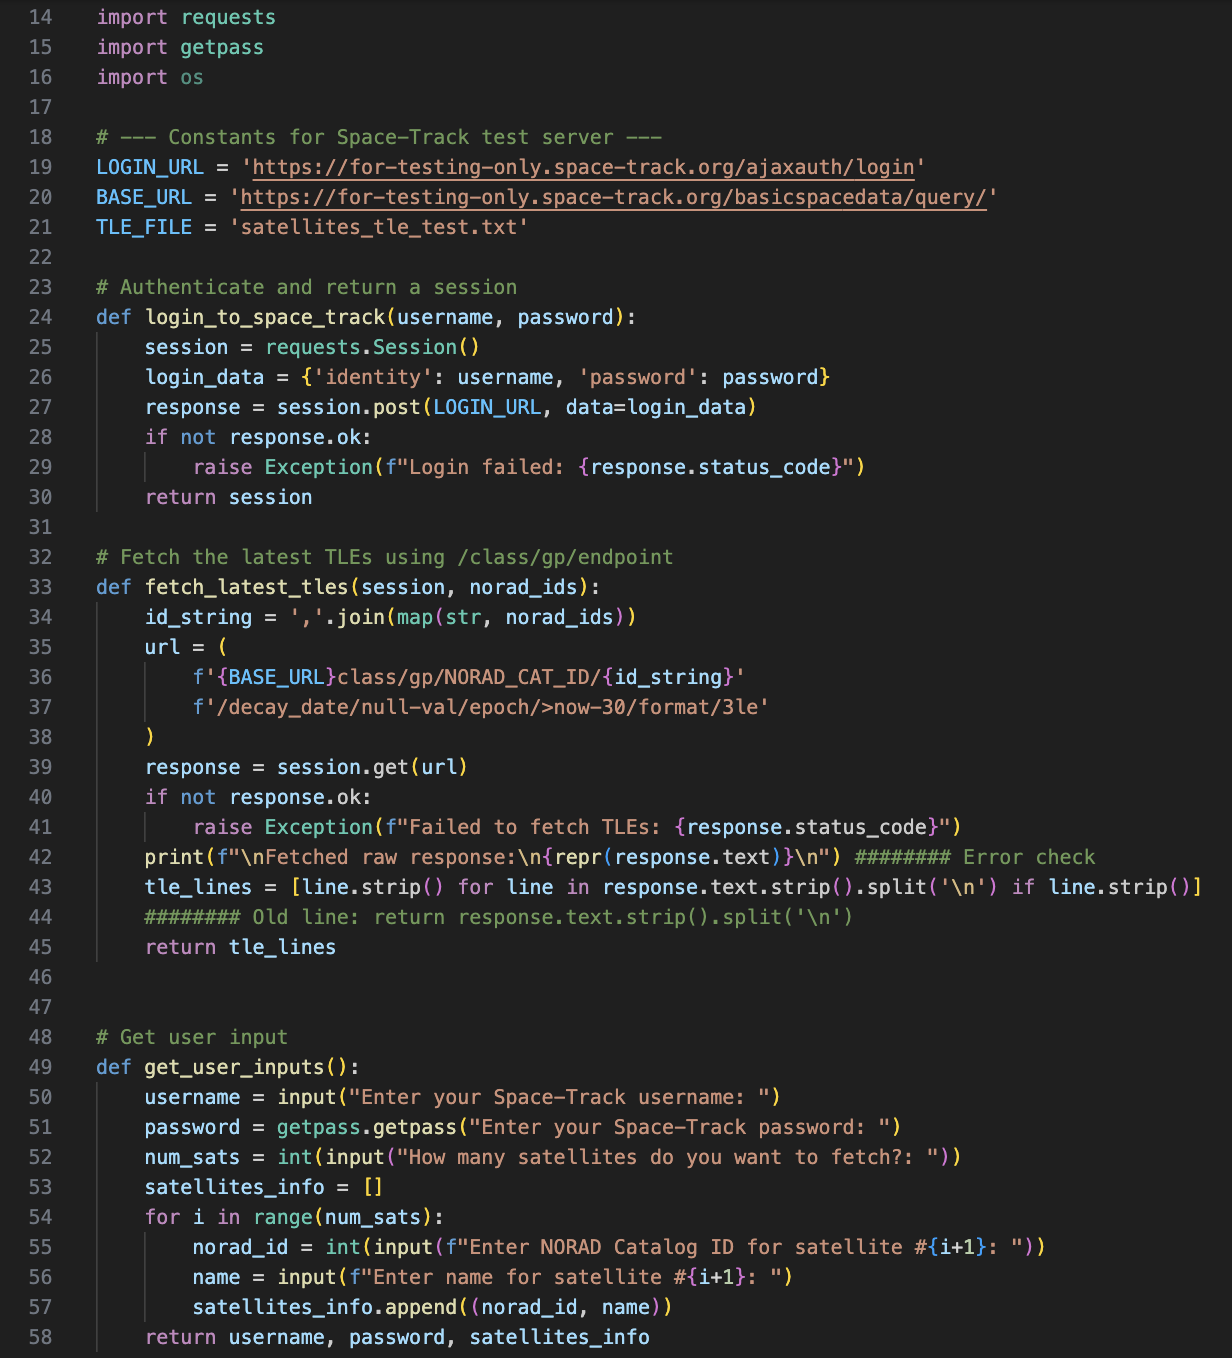 14 import requests
15 import getpass
16 import os
17
18 # --- Constants for Space-Track test server ---
19 LOGIN_URL = 'https://for-testing-only.space-track.org/ajaxauth/login'
20 BASE_URL = 'https://for-testing-only.space-track.org/basicspacedata/query/'
21 TLE_FILE = 'satellites_tle_test.txt'
22
23 # Authenticate and return a session
24 def login_to_space_track(username, password):
25     session = requests.Session()
26     login_data = {'identity': username, 'password': password}
27     response = session.post(LOGIN_URL, data=login_data)
28     if not response.ok:
29         raise Exception(f"Login failed: {response.status_code}")
30     return session
31
32 # Fetch the latest TLEs using /class/gp/endpoint
33 def fetch_latest_tles(session, norad_ids):
34     id_string = ','.join(map(str, norad_ids))
35     url = (
36         f'{BASE_URL}class/gp/NORAD_CAT_ID/{id_string}'
37         f'/decay_date/null-val/epoch/>now-30/format/3le'
38     )
39     response = session.get(url)
40     if not response.ok:
41         raise Exception(f"Failed to fetch TLEs: {response.status_code}")
42     print(f"\nFetched raw response:\n{repr(response.text)}\n") ######## Error check
43     tle_lines = [line.strip() for line in response.text.strip().split('\n') if line.strip()]
44     ######## Old line: return response.text.strip().split('\n')
45     return tle_lines
46
47
48 # Get user input
49 def get_user_inputs():
50     username = input("Enter your Space-Track username: ")
51     password = getpass.getpass("Enter your Space-Track password: ")
52     num_sats = int(input("How many satellites do you want to fetch?: "))
53     satellites_info = []
54     for i in range(num_sats):
55         norad_id = int(input(f"Enter NORAD Catalog ID for satellite #{i+1}: "))
56         name = input(f"Enter name for satellite #{i+1}: ")
57         satellites_info.append((norad_id, name))
58     return username, password, satellites_info